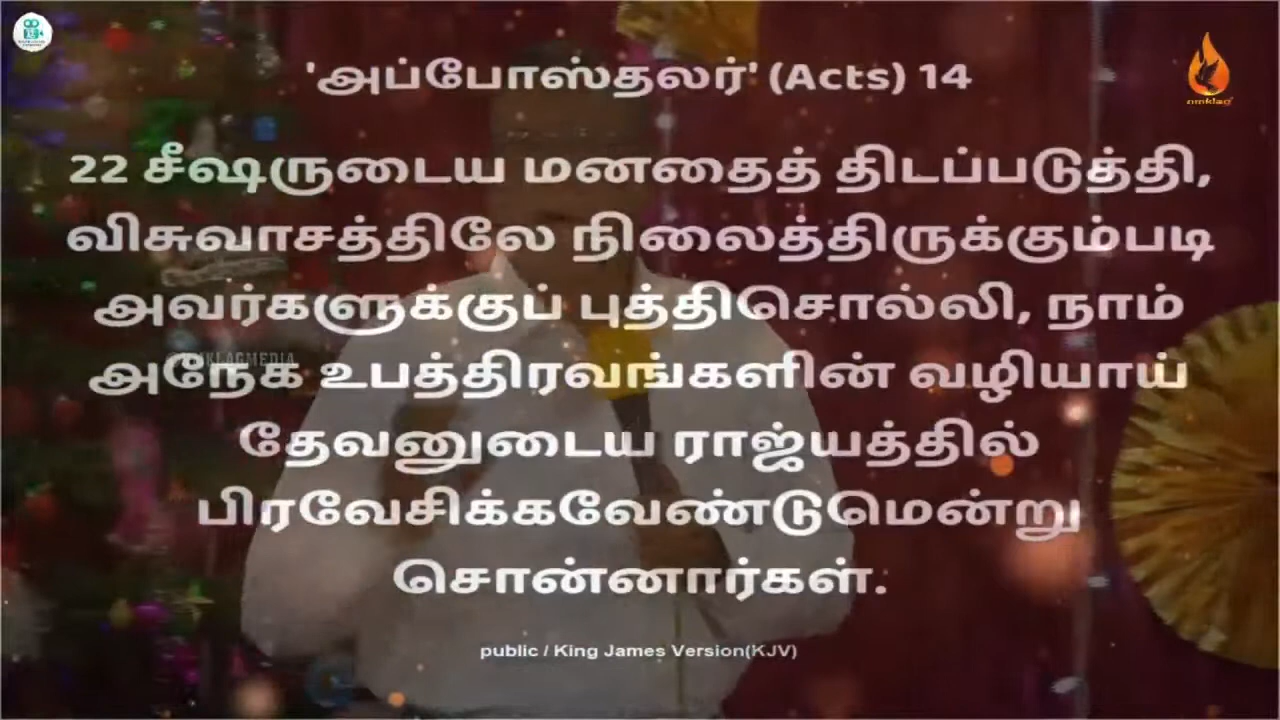 'அப்போஸ்தலர்' (Acts) 14
22 சீஷருடைய மனதைத் திடப்படுத்தி,
விசுவாசத்திலே நிலைத்திருக்கும்படி
அவர்களுக்குப் புத்திசொல்லி, நாம்
அநேக உபத்திரவங்களின் வழியாய்
தேவனுடைய ராஜ்யத்தில்
பிரவேசிக்கவேண்டுமென்று
சொன்னார்கள்.
public / King James Version(KJV)